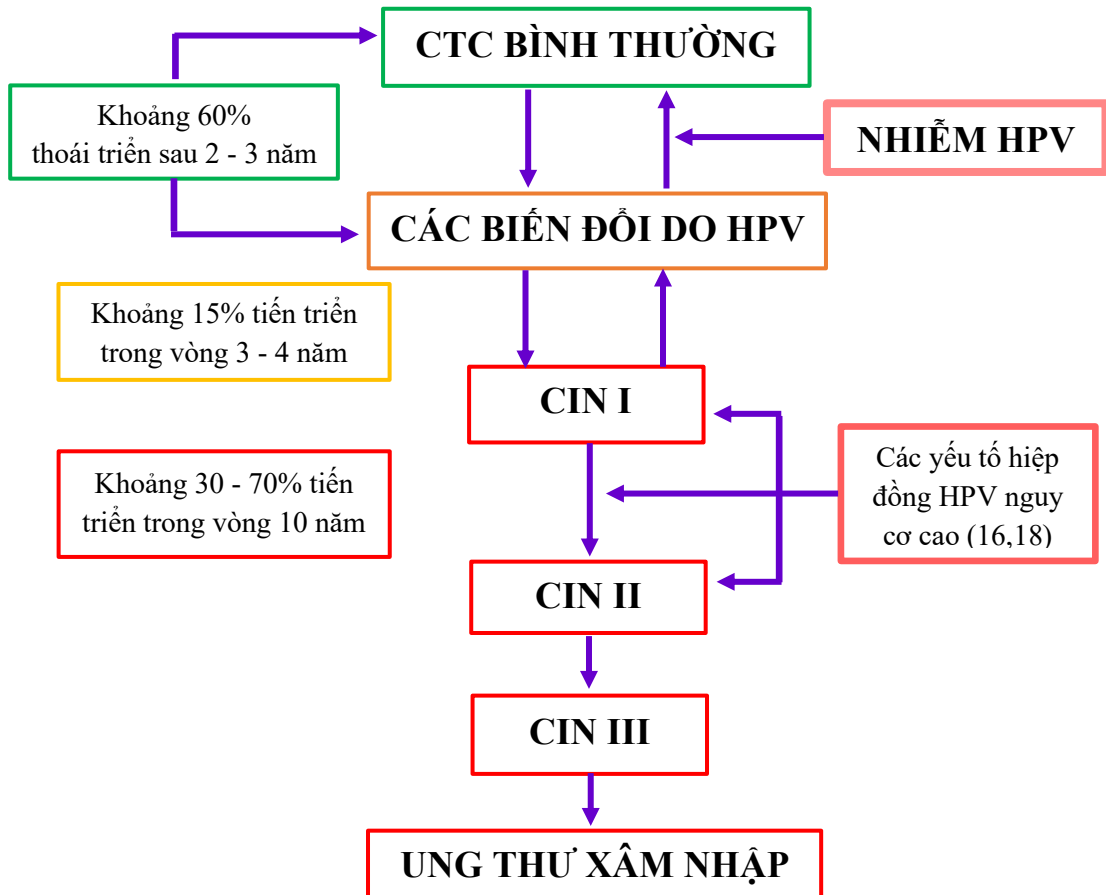 CTC BÌNH THƯỜNG
Khoảng 60%
thoái triển sau 2 - 3 năm
NHIỄM HPV
CÁC BIẾN ĐỔI DO HPV
Khoảng 15% tiến triển
trong vòng 3 - 4 năm
CIN I
Khoảng 30 - 70% tiến
triển trong vòng 10 năm
Các yếu tố hiệp
đồng HPV nguy
cơ cao (16,18)
CIN II
CIN III
UNG THƯ XÂM NHẬP